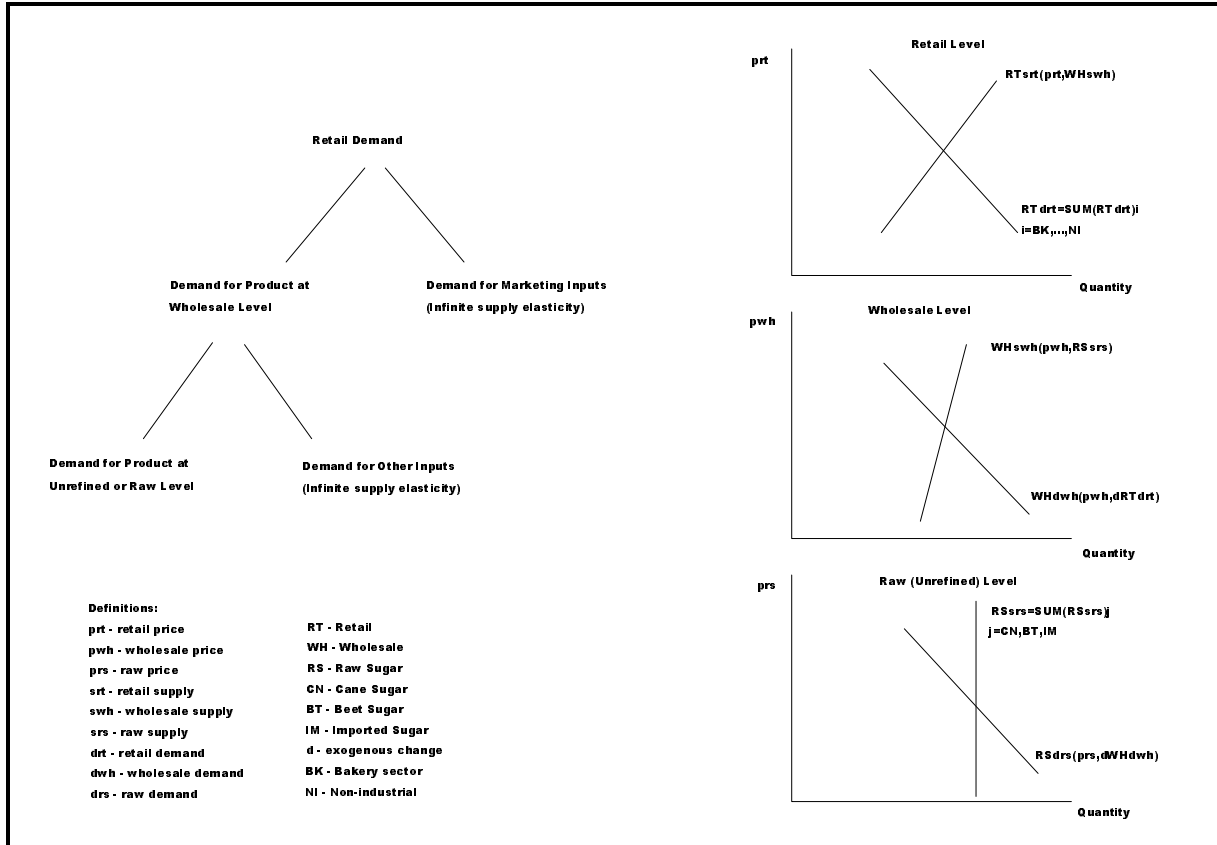 Retail Demand
Demand for Product at
Wholesale Level
Demand for Marketing Inputs
(Infinite supply elasticity)
Demand for Product at
Unrefined or Raw Level
Demand for Other Inputs
(Infinite supply elasticity)
Definitions:
prt - retail price
pwh - wholesale price
prs - raw price
srt - retail supply
swh - wholesale supply
srs - raw supply
drt - retail demand
dwh - wholesale demand
drs - raw demand
RT - Retail
WH - Wholesale
RS - Raw Sugar
CN - Cane Sugar
BT - Beet Sugar
IM - Imported Sugar
d - exogenous change
BK - Bakery sector
NI - Non-industrial
Retail Level
prt
RTsrt(prt,WHswh)
RTdrt=SUM(RTdrt)i
i=BK,...,NI
Quantity
Wholesale Level
pwh
WHswh(pwh,RSsrs)
WHdwh(pwh,dRTdrt)
Quantity
Raw (Unrefined) Level
prs
RSsrs=SUM(RSsrs)j
j=CN,BT,IM
RSdrs(prs,dWHdwh)
Quantity